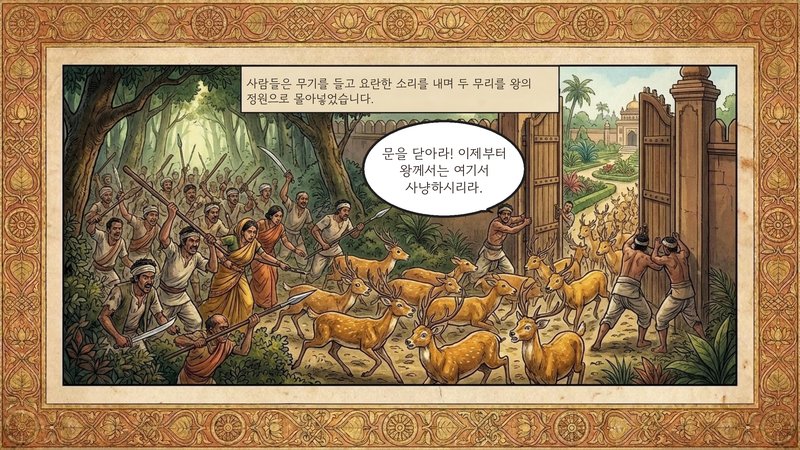 사람들은 무기를 들고 요란한 소리를 내며 두 무리를 왕의
정원으로 몰아넣었습니다.
문을 닫아라! 이제부터
왕께서는 여기서
사냥하시리라.